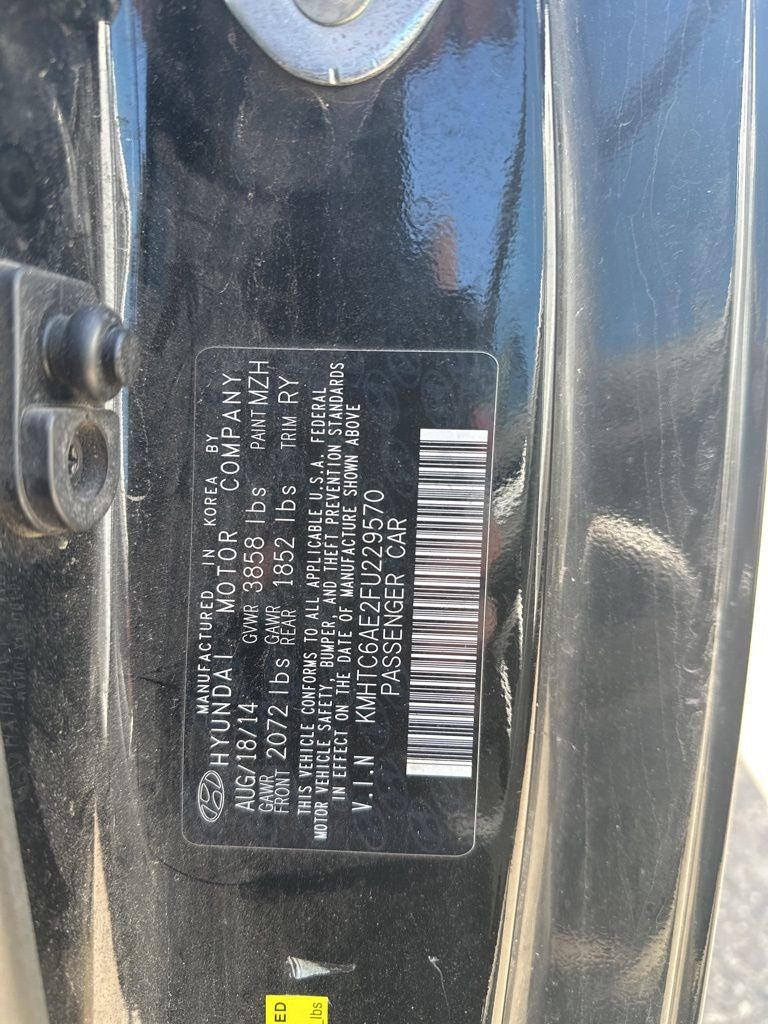 MANUFACTURED IN KOREA BY
HYUNDAI MOTOR COMPANY
AUG/18/14 GVWR 3858 lbs PAINT MZH
GAWR FRONT 2072 lbs GAWR REAR 1852 lbs TRIM RY
THIS VEHICLE CONFORMS TO ALL APPLICABLE U.S.A. FEDERAL
MOTOR VEHICLE SAFETY, BUMPER, AND THEFT PREVENTION STANDARDS
IN EFFECT ON THE DATE OF MANUFACTURE SHOWN ABOVE
V.I.N KMHTC6AE2FU229570
PASSENGER CAR
ED
lbs